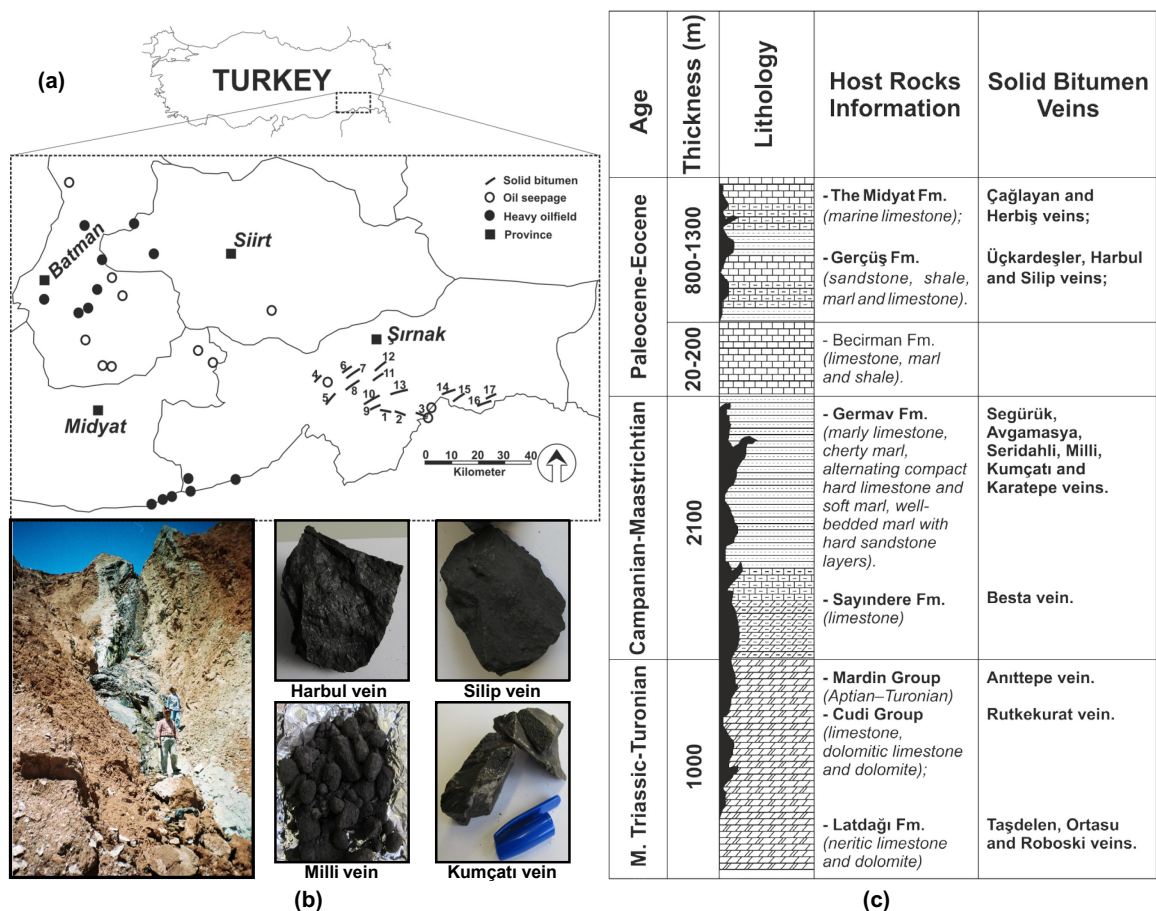 (a)
TURKEY
Solid bitumen
Oil seepage
Heavy oilfield
Province
Batman
Siirt
Şırnak
Midyat
4
6
7
12
11
5
8
13
10
9
1
2
3
14
15
16
17
0 10 20 30 40
Kilometer
Harbul vein
Silip vein
Milli vein
Kumçatı vein
(b)
Age
Thickness (m)
Lithology
Host Rocks
Information
Solid Bitumen
Veins
Paleocene-Eocene
800-1300
- The Midyat Fm.
(marine limestone);
Çağlayan and
Herbiş veins;
- Gerçüş Fm.
(sandstone, shale,
marl and limestone).
Üçkardeşler, Harbul
and Silip veins;
20-200
- Becirman Fm.
(limestone, marl
and shale).
Campanian-Maastrichtian
2100
- Germav Fm.
(marly limestone,
cherty marl,
alternating compact
hard limestone and
soft marl, well-
bedded marl with
hard sandstone
layers).
Segürük,
Avgamasya,
Seridahli, Milli,
Kumçatı and
Karatepe veins.
- Sayındere Fm.
(limestone)
Besta vein.
M. Triassic-Turonian
1000
- Mardin Group
(Aptian–Turonian)
- Cudi Group
(limestone,
dolomitic limestone
and dolomite);
Anıttepe vein.
Rutkekurat vein.
- Latdağı Fm.
(neritic limestone
and dolomite)
Taşdelen, Ortasu
and Roboski veins.
(c)